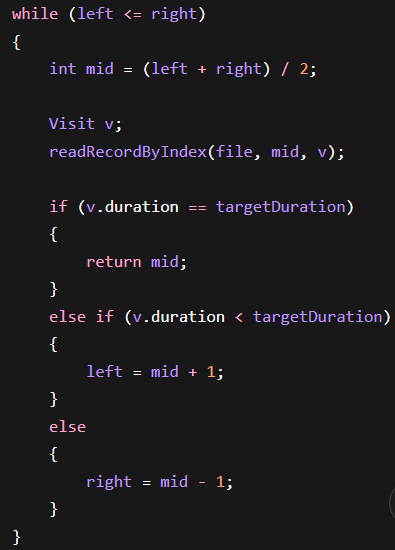 while (left <= right)
{
    int mid = (left + right) / 2;

    Visit v;
    readRecordByIndex(file, mid, v);

    if (v.duration == targetDuration)
    {
        return mid;
    }
    else if (v.duration < targetDuration)
    {
        left = mid + 1;
    }
    else
    {
        right = mid - 1;
    }
}